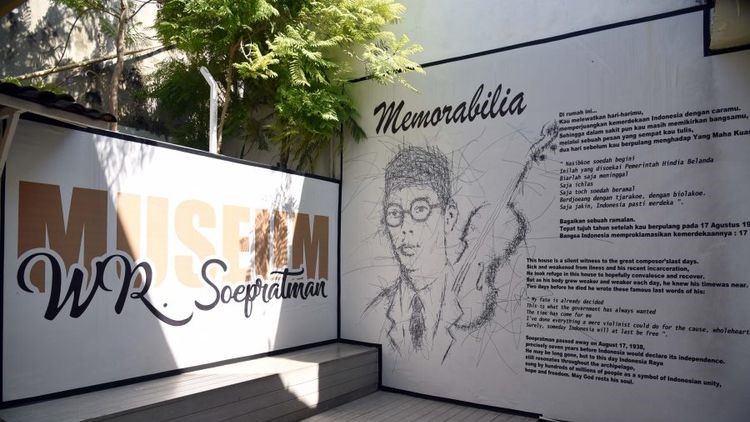 MUSEUM
WR. Soepratman
Memorabilia
Di rumah ini...
Kau melewatkan hari-harimu,
memperjuangkan kemerdekaan Indonesia dengan caramu.
Sehingga dalam sakit pun kau masih memikirkan bangsamu,
melalui sebuah pesan yang sempat kau tulis,
dua hari sebelum kau berpulang menghadap Yang Maha Kuas
" Nasibkoe soedah begini
Inilah yang disoekai Pemerintah Hindia Belanda
Biarlah saja meninggal
Saja ichlas
Saja toch soedah beramal
Berdjoeang dengan tjarakoe, dengan biolakoe.
Saja jakin, Indonesia pasti merdeka ".
Bagaikan sebuah ramalan.
Tepat tujuh tahun setelah kau berpulang pada 17 Agustus 19
Bangsa Indonesia memproklamasikan kemerdekaannya : 17
This house is a silent witness to the great composer'slast days.
Sick and weakened from ilness and his recent incarceration,
He took refuge in this house to hopefully convalesce and recover.
But as his body grew weaker and weaker each day, he knew his timewas near.
Two days before he died he wrote these famous last words of his:
" My fate is already decided
This is what the government has always wanted
The time has come for me
I've done everything a mere violinist could do for the cause, wholeheart
Surely, someday Indonesia will at last be free ".
Soepratman passed away on August 17, 1938,
precisely seven years before Indonesia would declare its independence.
He may be long gone, but to this day Indonesia Raya
still resonates throughout the archipelago,
sung by hundreds of millions of people as a symbol of Indonesian unity,
hope and freedom. May God rests his soul.